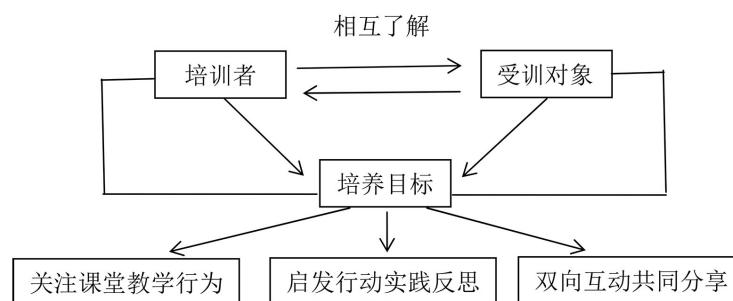 相互了解
培训者
受训对象
培养目标
关注课堂教学行为
启发行动实践反思
双向互动共同分享